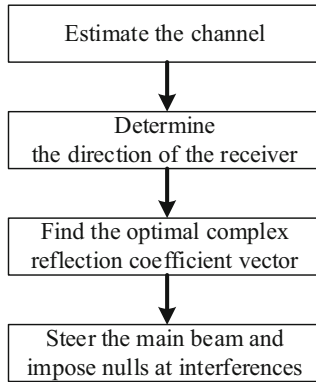 Estimate the channel
Determine
the direction of the receiver
Find the optimal complex
reflection coefficient vector
Steer the main beam and
impose nulls at interferences